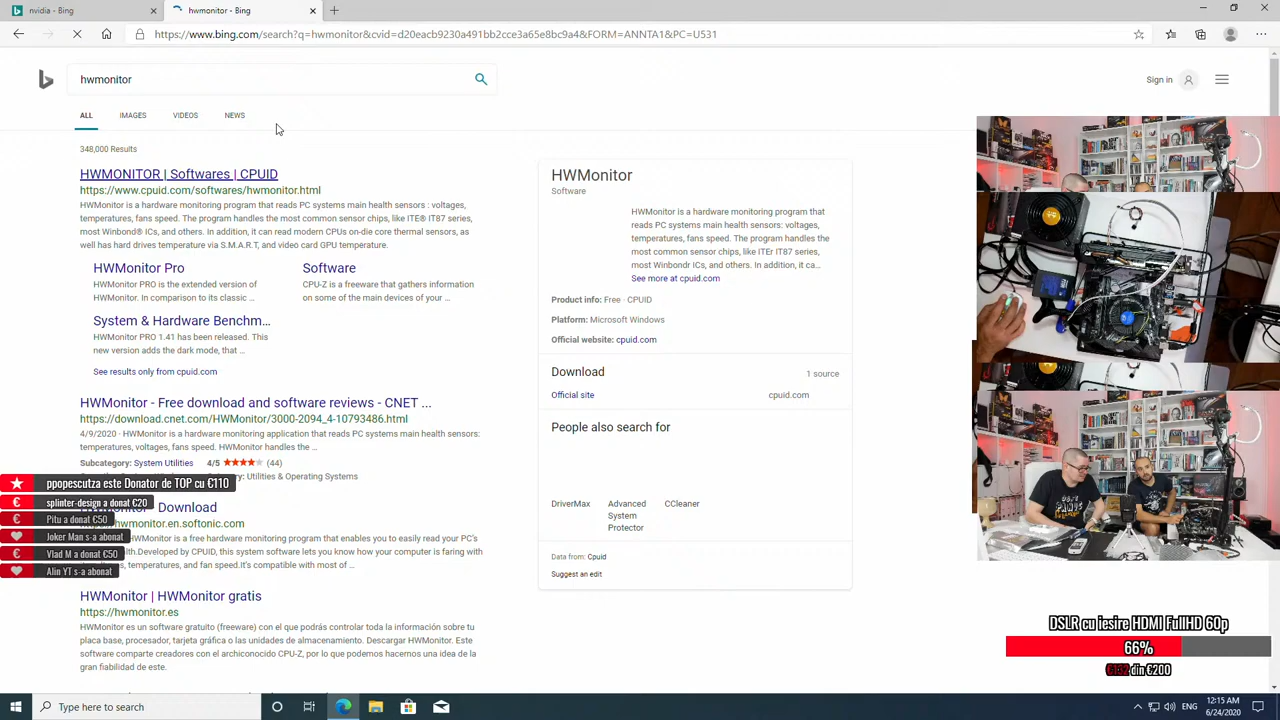 nvidia - Bing
hwmonitor - Bing
https://www.bing.com/search?q=hwmonitor&cvid=d20eacb9230a491bb2cce3a65e8bc9a4&FORM=ANNTA1&PC=U531
hwmonitor
Sign in
ALL
IMAGES
VIDEOS
NEWS
348,000 Results
HWMONITOR | Softwares | CPUID
https://www.cpuid.com/softwares/hwmonitor.html
HWMonitor is a hardware monitoring program that reads PC systems main health sensors : voltages,
temperatures, fans speed. The program handles the most common sensor chips, like ITE® IT87 series,
most Winbond® ICs, and others. In addition, it can read modern CPUs on-die core thermal sensors, as
well has hard drives temperature via S.M.A.R.T, and video card GPU temperature.
HWMonitor Pro
HWMonitor PRO is the extended version of
HWMonitor. In comparison to its classic ...
Software
CPU-Z is a freeware that gathers information
on some of the main devices of your ...
System & Hardware Benchm...
HWMonitor PRO 1.41 has been released. This
new version adds the dark mode, that ...
See results only from cpuid.com
HWMonitor - Free download and software reviews - CNET ...
https://download.cnet.com/HWMonitor/3000-2094_4-10793486.html
4/9/2020 · HWMonitor is a hardware monitoring application that reads PC systems main health sensors:
temperatures, voltages, fans speed. HWMonitor handles the ...
Subcategory: System Utilities 4/5 (44)
Utilities & Operating Systems
Download
hwmonitor.en.softonic.com
HWMonitor is a free hardware monitoring program that enables you to easily read your PC's
Developed by CPUID, this system software lets you know how your computer is faring with
temperatures, and fan speed.it's compatible with most of ...
HWMonitor | HWMonitor gratis
https://hwmonitor.es
HWMonitor es un software gratuito (freeware) con el que podrás controlar toda la información sobre tu
placa base, procesador, tarjeta gráfica o las unidades de almacenamiento. Descargar HWMonitor. Este
software comparte creadores con el archiconocido CPU-Z, por lo que podemos hacernos una idea de la
gran fiabilidad de este.
HWMonitor
Software
HWMonitor is a hardware monitoring program that
reads PC systems main health sensors: voltages,
temperatures, fans speed. The program handles the
most common sensor chips, like ITEr IT87 series,
most Winbondr ICs, and others. In addition, it ca...
See more at cpuid.com
Product info: Free · CPUID
Platform: Microsoft Windows
Official website: cpuid.com
Download
1 source
Official site
cpuid.com
People also search for
DriverMax
Advanced
System
Protector
CCleaner
Data from: Cpuid
Suggest an edit
ppopescutza este Donator de TOP cu €110
splinter-design a donat €20
Pitu a donat €50
Joker Man s-a abonat
Vlad M a donat €50
Alin YT s-a abonat
DSLR cu iesire HDMI FullHD 60p
66%
€132 din €200
Type here to search
ENG
12:15 AM
6/24/2020